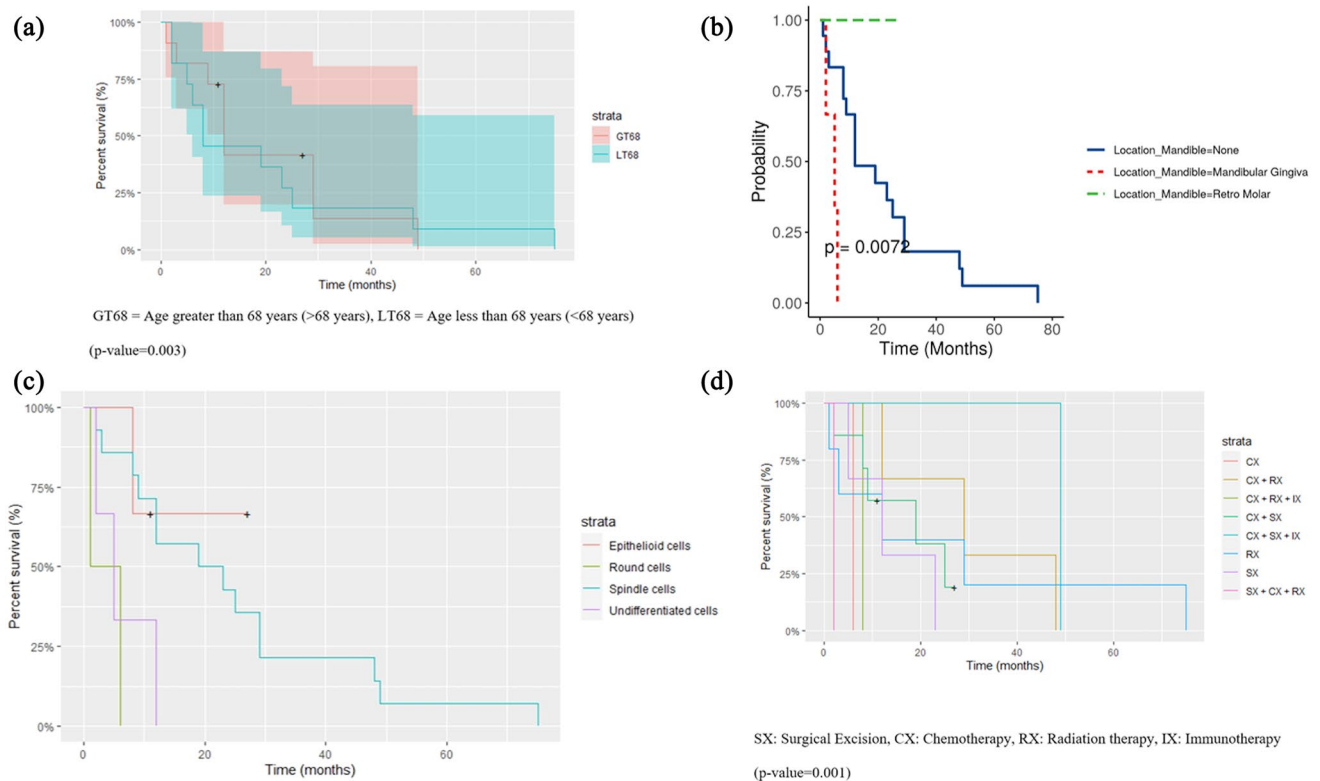 (a)
100%
75%
50%
25%
0%
Percent survival (%)
0 20 40 60
Time (months)
strata
GT68
LT68
GT68 = Age greater than 68 years (>68 years), LT68 = Age less than 68 years (<68 years)
(p-value=0.003)
(b)
1.00
0.75
0.50
0.25
0.00
Probability
p = 0.0072
0 20 40 60 80
Time (Months)
Location_Mandible=None
Location_Mandible=Mandibular Gingiva
Location_Mandible=Retro Molar
(c)
100%
75%
50%
25%
0%
Percent survival (%)
0 20 40 60
Time (months)
strata
Epithelioid cells
Round cells
Spindle cells
Undifferentiated cells
(d)
100%
75%
50%
25%
0%
Percent survival (%)
0 20 40 60
Time (months)
strata
CX
CX + RX
CX + RX + IX
CX + SX
CX + SX + IX
RX
SX
SX + CX + RX
SX: Surgical Excision, CX: Chemotherapy, RX: Radiation therapy, IX: Immunotherapy
(p-value=0.001)